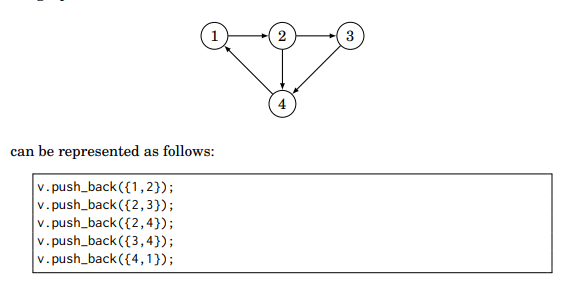 1 2 3
4
can be represented as follows:
v.push_back({1,2});
v.push_back({2,3});
v.push_back({2,4});
v.push_back({3,4});
v.push_back({4,1});